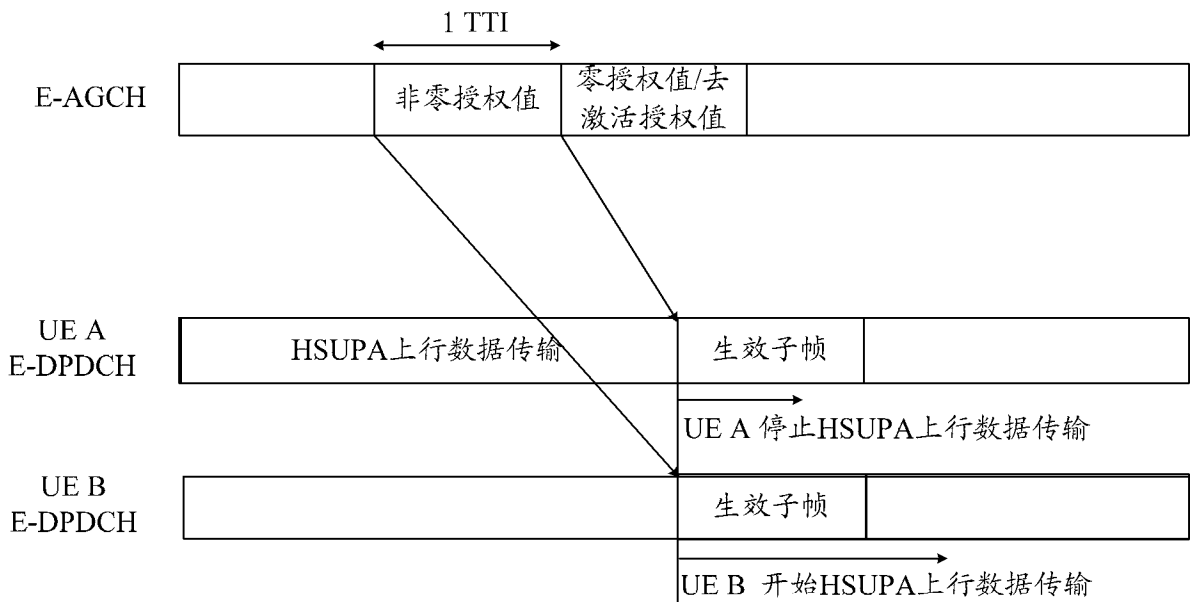 1 TTI
E-AGCH
非零授权值
零授权值/去
激活授权值
UE A
E-DPDCH
HSUPA上行数据传输
生效子帧
UE A 停止HSUPA上行数据传输
UE B
E-DPDCH
生效子帧
UE B 开始HSUPA上行数据传输